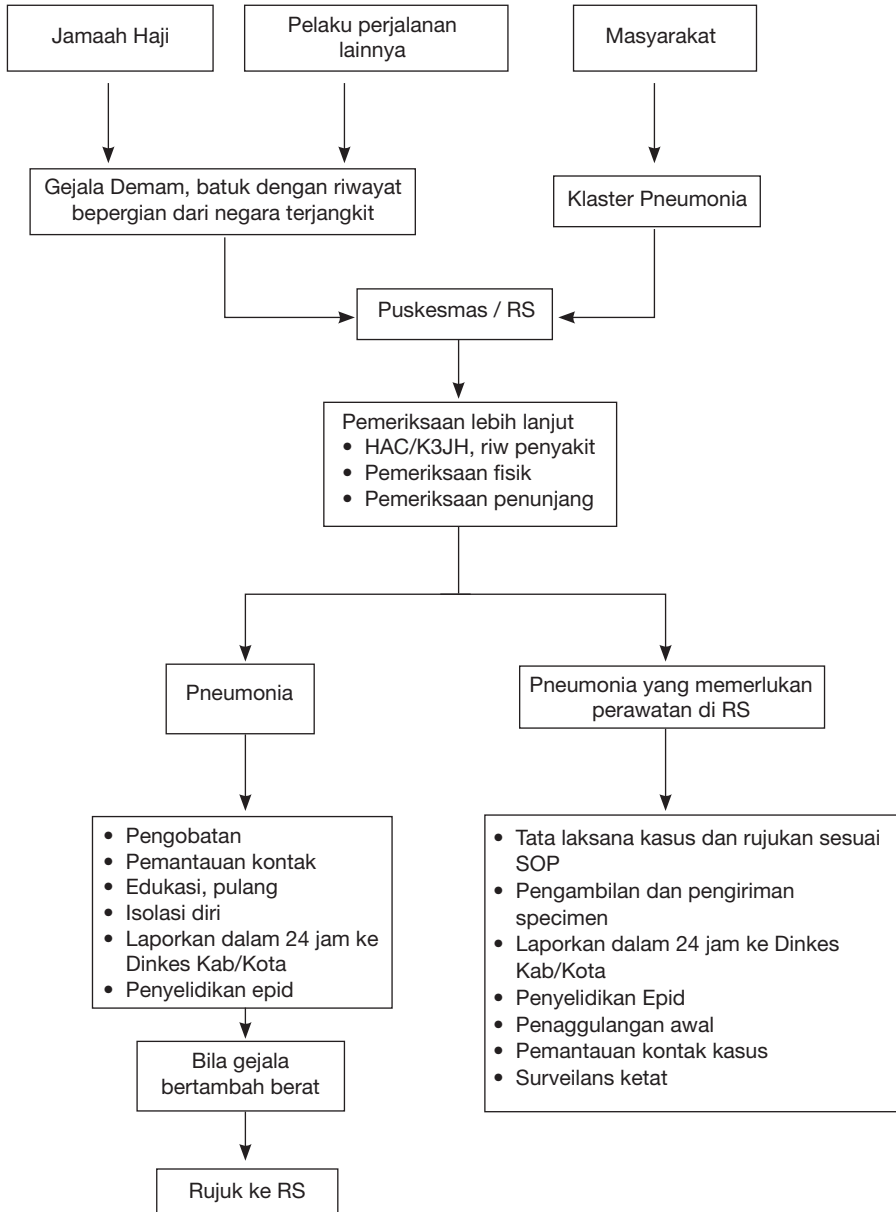 Jamaah Haji
Pelaku perjalanan
lainnya
Masyarakat
Gejala Demam, batuk dengan riwayat
bepergian dari negara terjangkit
Klaster Pneumonia
Puskesmas / RS
Pemeriksaan lebih lanjut
• HAC/K3JH, riw penyakit
• Pemeriksaan fisik
• Pemeriksaan penunjang
Pneumonia
Pneumonia yang memerlukan
perawatan di RS
• Pengobatan
• Pemantauan kontak
• Edukasi, pulang
• Isolasi diri
• Laporkan dalam 24 jam ke
Dinkes Kab/Kota
• Penyelidikan epid
Bila gejala
bertambah berat
Rujuk ke RS
• Tata laksana kasus dan rujukan sesuai
SOP
• Pengambilan dan pengiriman
specimen
• Laporkan dalam 24 jam ke Dinkes
Kab/Kota
• Penyelidikan Epid
• Penaggulangan awal
• Pemantauan kontak kasus
• Surveilans ketat